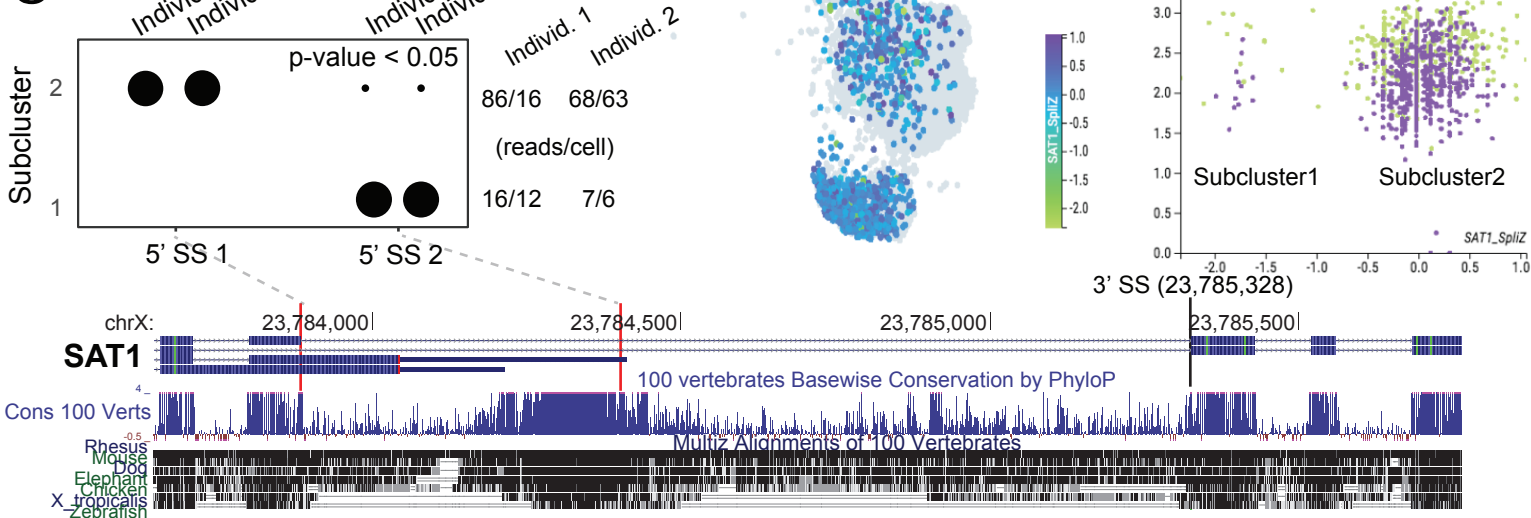 p-value < 0.05
Individ. 1
Individ. 2
Subcluster
2
1
86/16 68/63
(reads/cell)
16/12 7/6
5' SS 1
5' SS 2
1.0
0.5
0.0
-0.5
-1.0
-1.5
-2.0
SAT1_SpliZ
3.0
2.5
2.0
1.5
1.0
0.5
0.0
Subcluster1
Subcluster2
SAT1_SpliZ
-2.0 -1.5 -1.0 -0.5 0.0 0.5 1.0
3' SS (23,785,328)
chrX: 23,784,000 23,784,500 23,785,000 23,785,500
SAT1
100 vertebrates Basewise Conservation by PhyloP
4
Cons 100 Verts
-0.5
Multiz Alignments of 100 Vertebrates
Rhesus
Mouse
Dog
Elephant
Chicken
X_tropicalis
Zebrafish